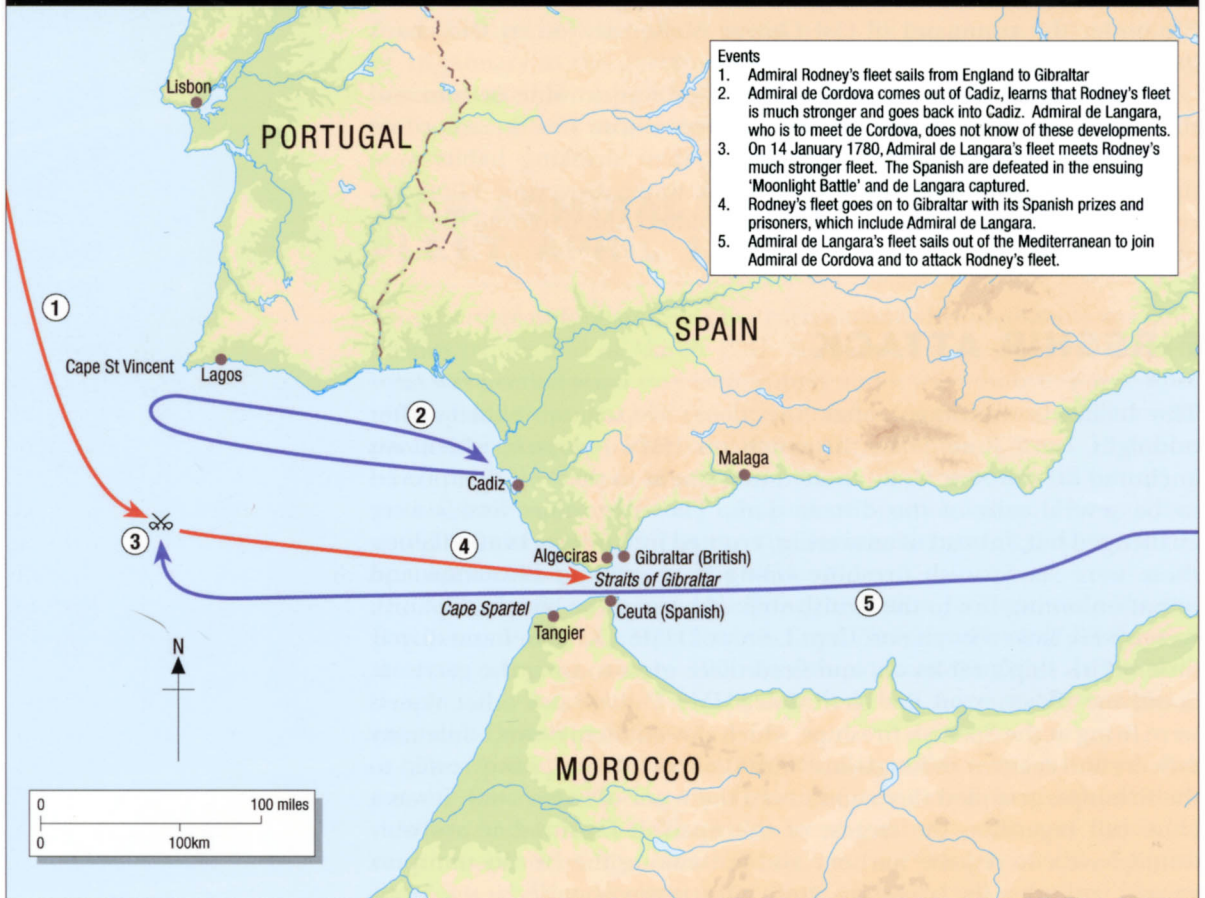 Events
1. Admiral Rodney's fleet sails from England to Gibraltar
2. Admiral de Cordova comes out of Cadiz, learns that Rodney's fleet
is much stronger and goes back into Cadiz. Admiral de Langara,
who is to meet de Cordova, does not know of these developments.
3. On 14 January 1780, Admiral de Langara's fleet meets Rodney's
much stronger fleet. The Spanish are defeated in the ensuing
'Moonlight Battle' and de Langara captured.
4. Rodney's fleet goes on to Gibraltar with its Spanish prizes and
prisoners, which include Admiral de Langara.
5. Admiral de Langara's fleet sails out of the Mediterranean to join
Admiral de Cordova and to attack Rodney's fleet.
Lisbon
PORTUGAL
1
SPAIN
Cape St Vincent
Lagos
2
Malaga
Cadiz
3
4
Algeciras
Gibraltar (British)
Straits of Gibraltar
Cape Spartel
Ceuta (Spanish)
5
Tangier
N
MOROCCO
0 100 miles
0 100km